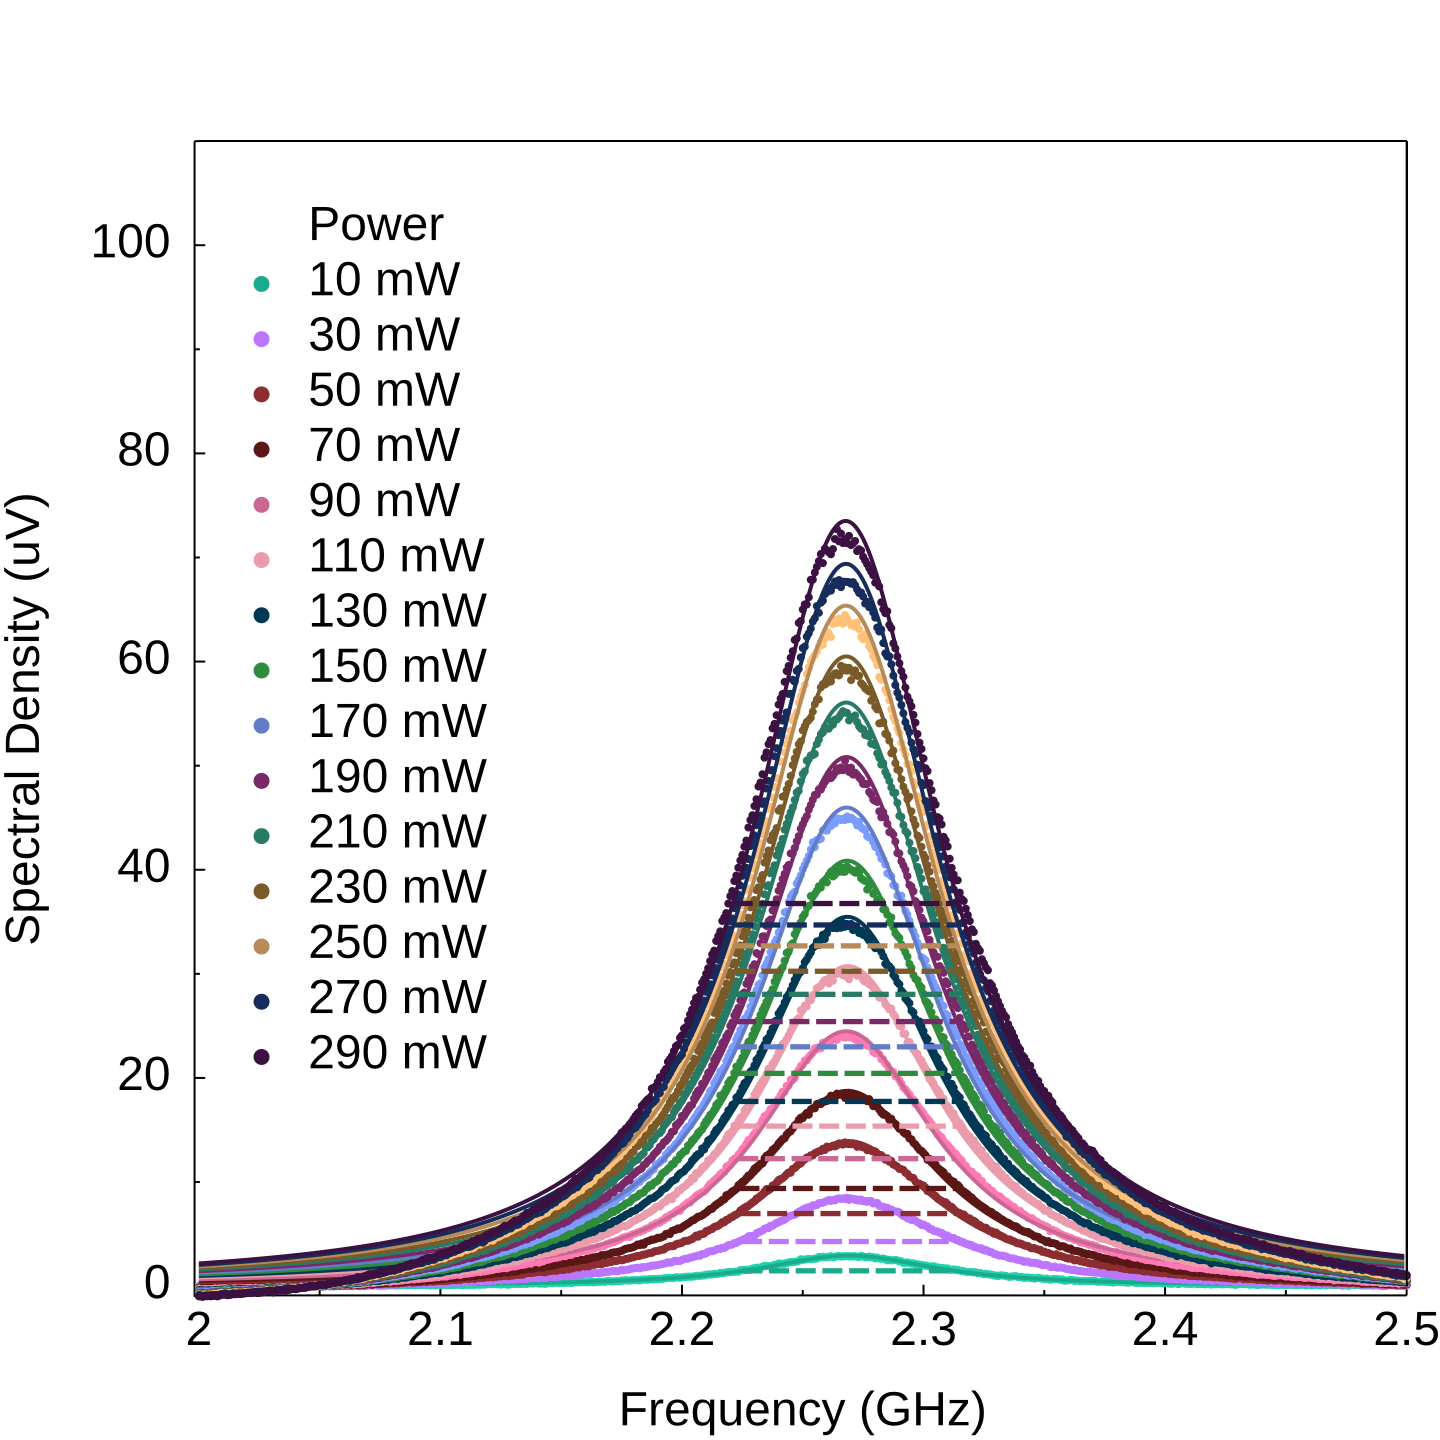 Power
100
10 mW
30 mW
50 mW
80
70 mW
90 mW
110 mW
130 mW
60
150 mW
170 mW
190 mW
210 mW
40
230 mW
250 mW
270 mW
290 mW
20
0
2 2.1 2.2 2.3 2.4 2.5
Frequency (GHz)
Spectral Density (uV)